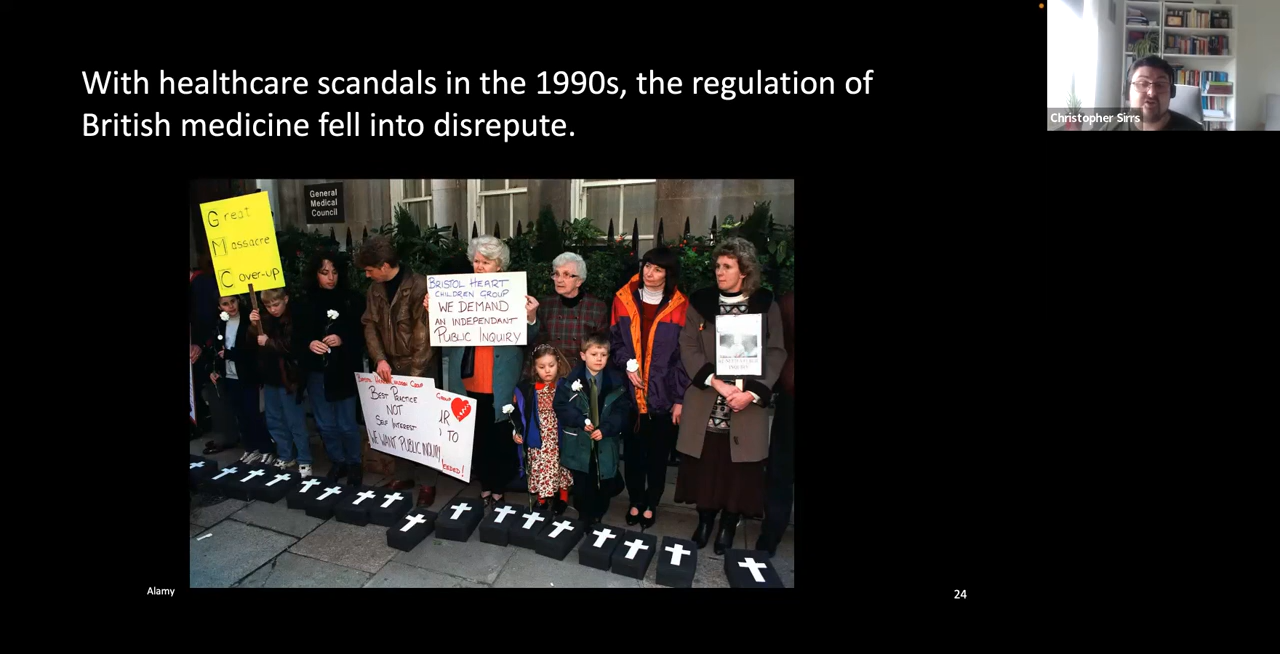 With healthcare scandals in the 1990s, the regulation of
British medicine fell into disrepute.
Christopher Sirrs
General
Medical
Council
Great
Massacre
Cover-up
BRISTOL HEART
CHILDREN GROUP
WE DEMAND
AN INDEPENDANT
PUBLIC INQUIRY
BEST PRACTICE
NOT
SELF INTEREST
WE WANT PUBLIC INQUIRY
GROUP
TO
Alamy
24